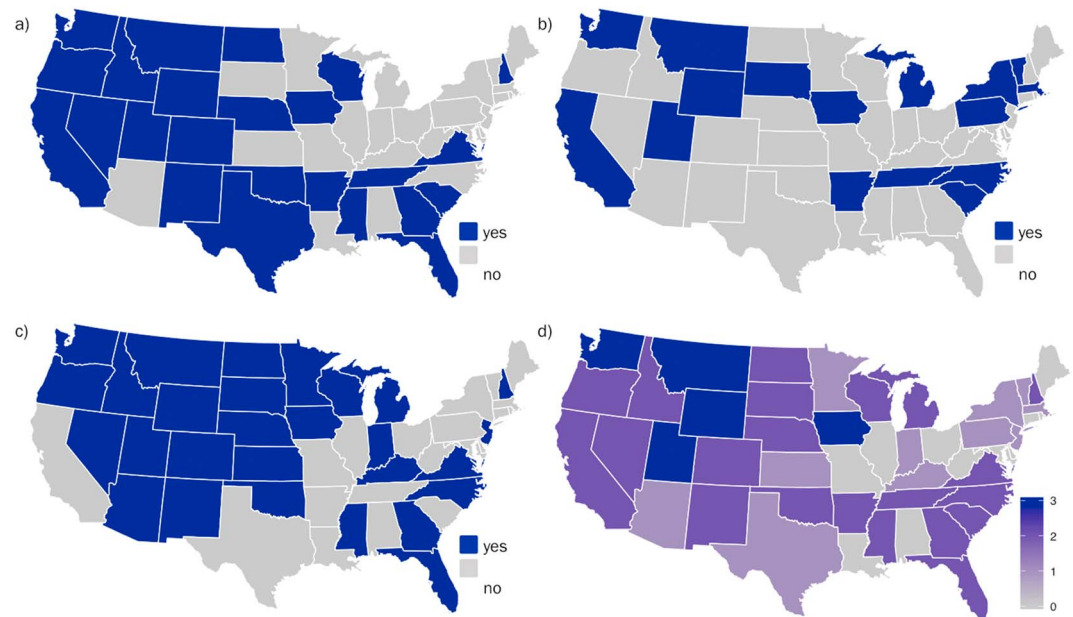 a)
yes
no
b)
yes
no
c)
yes
no
d)
3
2
1
0